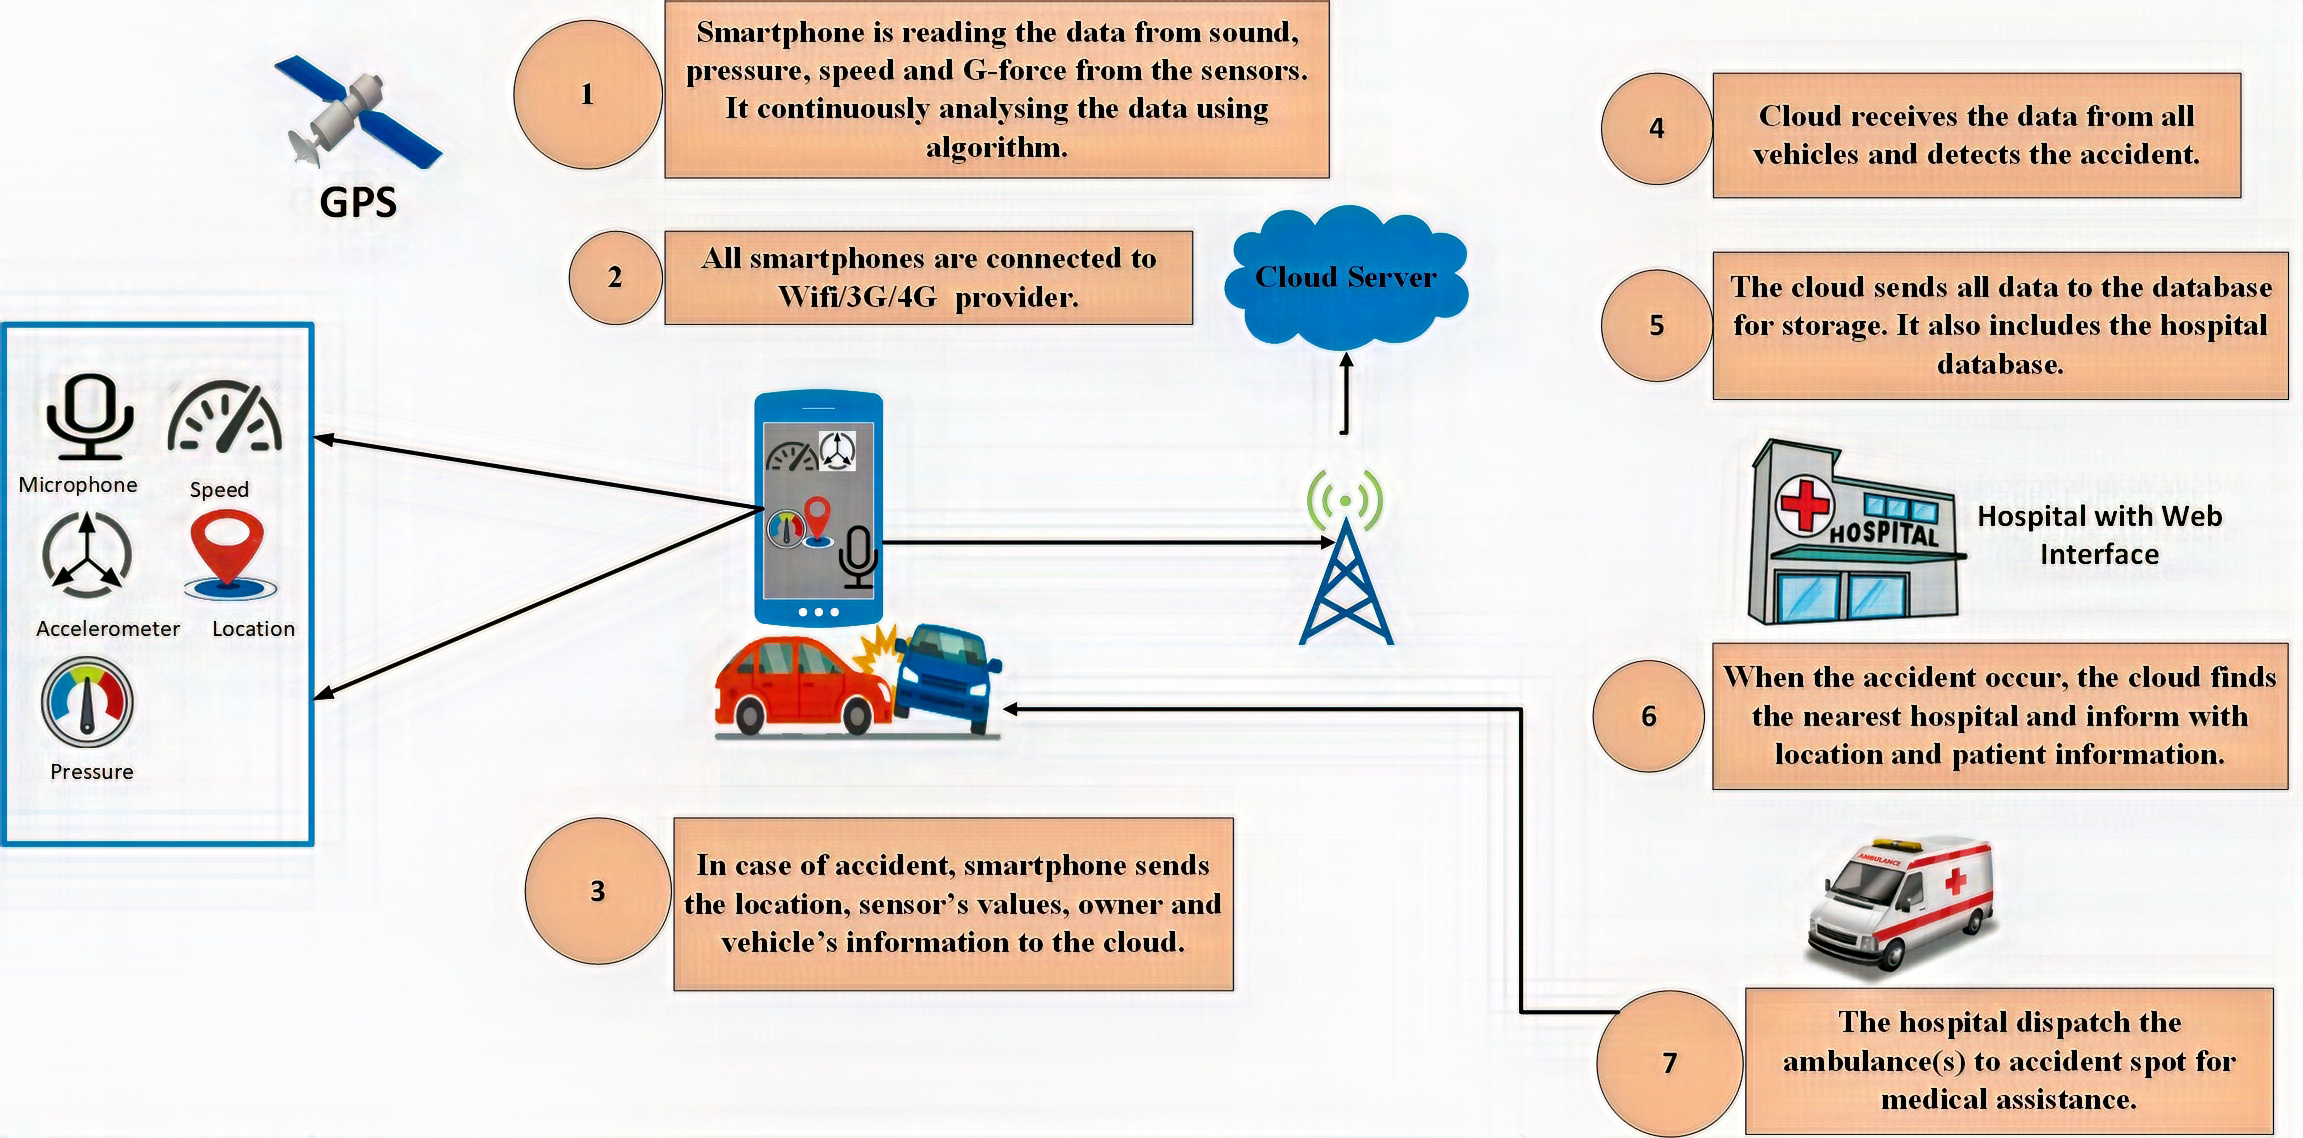 1
Smartphone is reading the data from sound,
pressure, speed and G-force from the sensors.
It continuously analysing the data using
algorithm.
GPS
2
All smartphones are connected to
Wifi/3G/4G provider.
Cloud Server
Microphone
Speed
Accelerometer
Location
Pressure
3
In case of accident, smartphone sends
the location, sensor’s values, owner and
vehicle’s information to the cloud.
4
Cloud receives the data from all
vehicles and detects the accident.
5
The cloud sends all data to the database
for storage. It also includes the hospital
database.
HOSPITAL
Hospital with Web
Interface
6
When the accident occur, the cloud finds
the nearest hospital and inform with
location and patient information.
AMBULANCE
7
The hospital dispatch the
ambulance(s) to accident spot for
medical assistance.